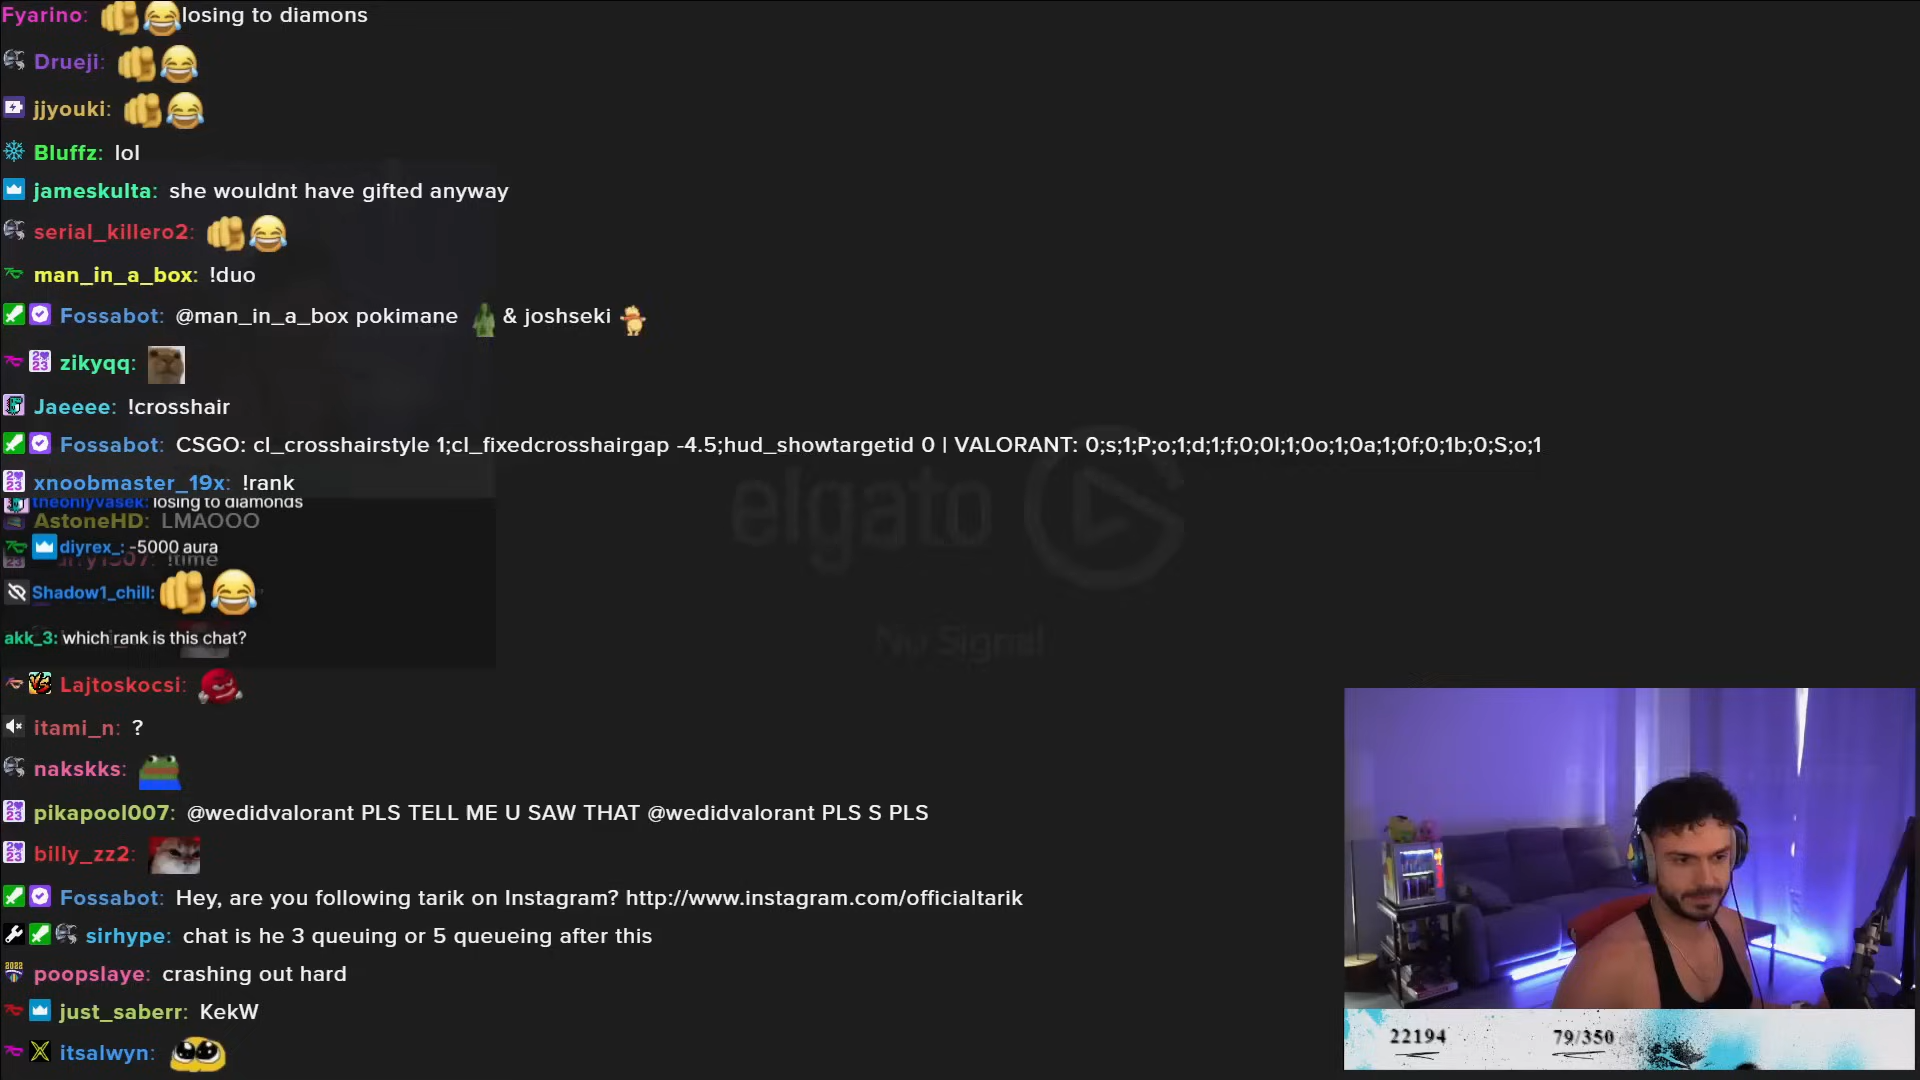 Fyarino: losing to diamons
Drueji:
jjyouki:
Bluffz: lol
jameskulta: she wouldnt have gifted anyway
serial_killero2:
man_in_a_box: !duo
Fossabot: @man_in_a_box pokimane & joshseki
zikyqq:
Jaeeee: !crosshair
Fossabot: CSGO: cl_crosshairstyle 1;cl_fixedcrosshairgap -4.5;hud_showtargetid 0 | VALORANT: 0;s;1;P;o;1;d;1;f;0;0l;1;0o;1;0a;1;0f;0;1b;0;S;o;1
xnoobmaster_19x: !rank
theonlyvasek: losing to diamonds
AstoneHD: LMAOOO
diyrex_: -5000 aura
!time
Shadow1_chill:
akk_3: which rank is this chat?
Lajtoskocsi:
itami_n: ?
nakskks:
pikapool007: @wedidvalorant PLS TELL ME U SAW THAT @wedidvalorant PLS S PLS
billy_zz2:
Fossabot: Hey, are you following tarik on Instagram? http://www.instagram.com/officialtarik
sirhype: chat is he 3 queuing or 5 queueing after this
poopslaye: crashing out hard
just_saberr: KekW
itsalwyn:
elgato
No Signal
22194 79/350